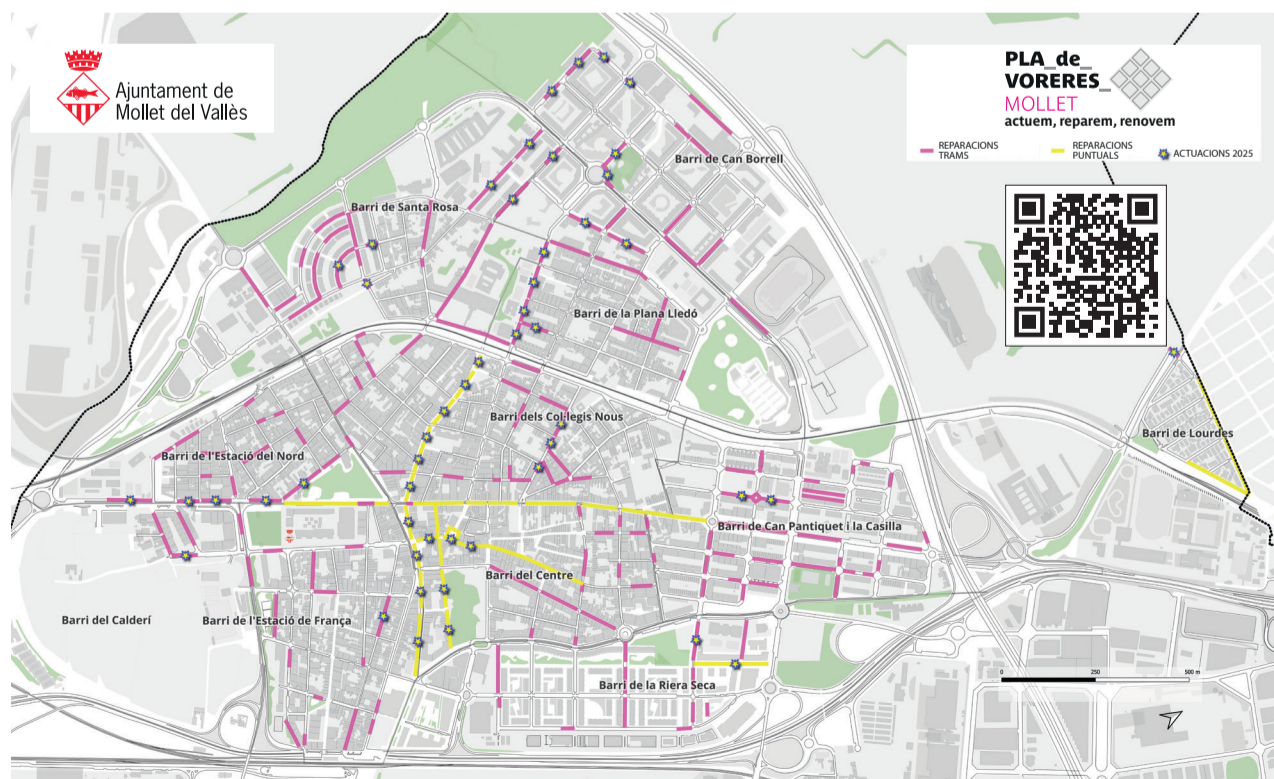 Ajuntament de
Mollet del Vallès
PLA_de_
VORERES_
MOLLET
actuem, reparem, renovem
REPARACIONS
TRAMS
REPARACIONS
PUNTUALS
ACTUACIONS 2025
Barri de Can Borrell
Barri de Santa Rosa
Barri de la Plana Lledó
Barri dels Col·legis Nous
Barri de Lourdes
Barri de l'Estació del Nord
Barri de Can Pantiquet i la Casilla
Barri del Centre
Barri del Calderí
Barri de l'Estació de França
Barri de la Riera Seca
0 250 500 m